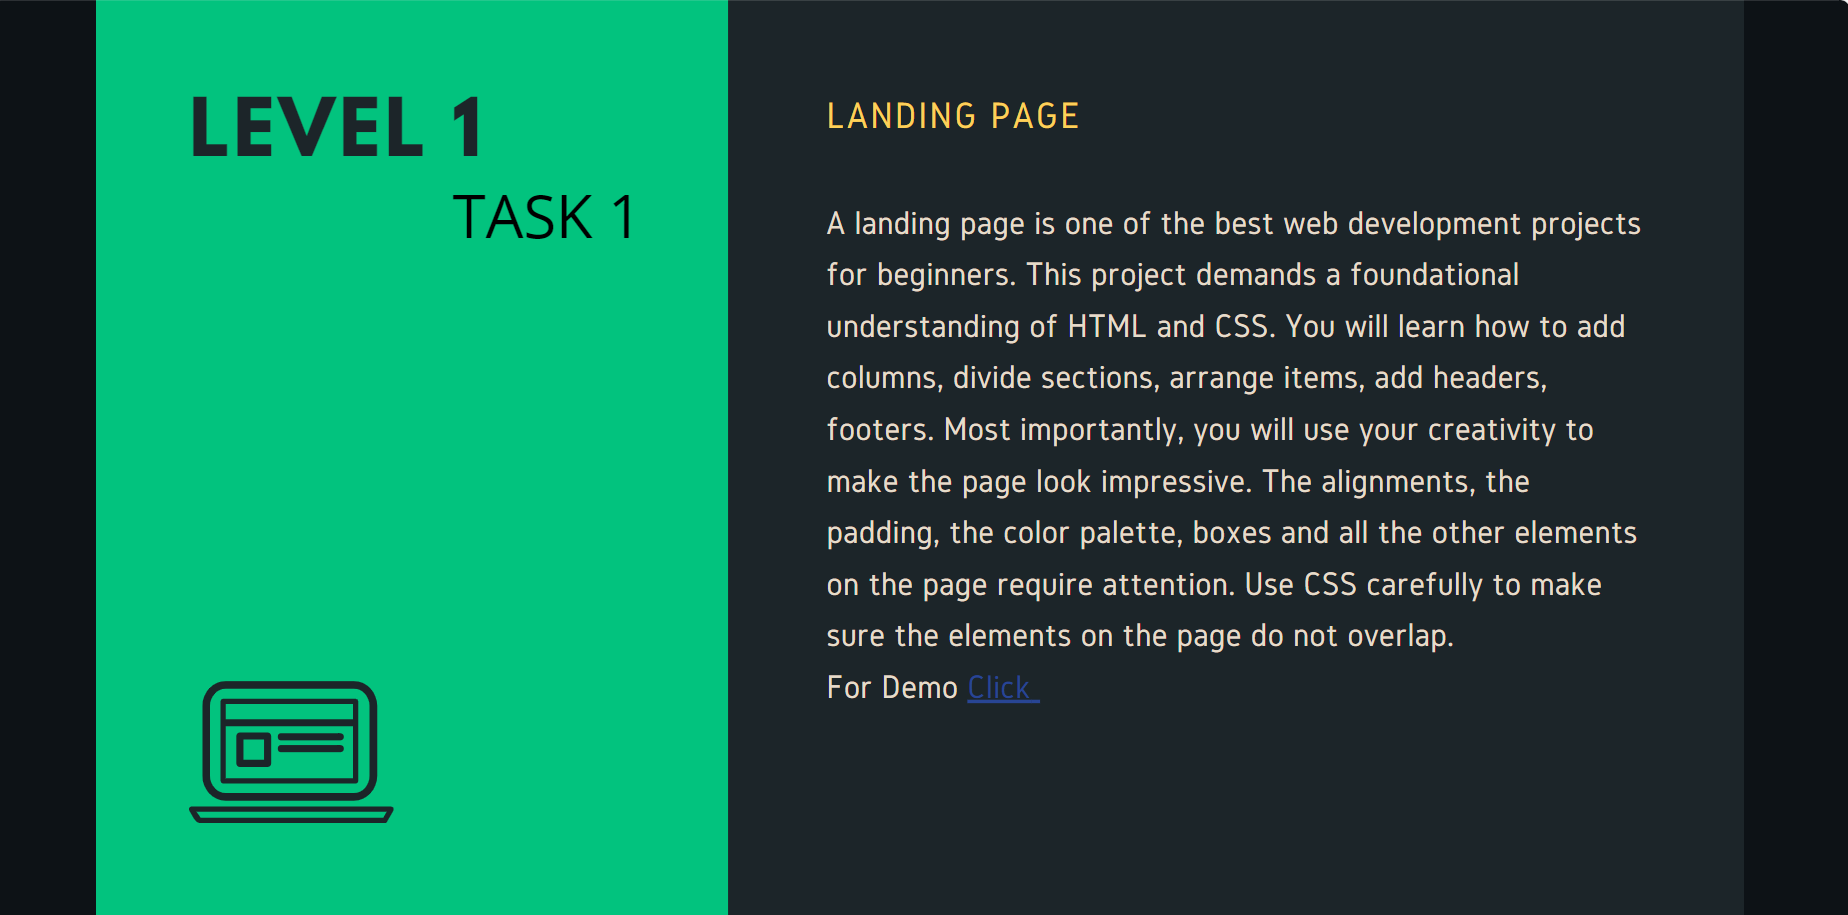 LEVEL 1
TASK 1
LANDING PAGE
A landing page is one of the best web development projects
for beginners. This project demands a foundational
understanding of HTML and CSS. You will learn how to add
columns, divide sections, arrange items, add headers,
footers. Most importantly, you will use your creativity to
make the page look impressive. The alignments, the
padding, the color palette, boxes and all the other elements
on the page require attention. Use CSS carefully to make
sure the elements on the page do not overlap.
For Demo Click